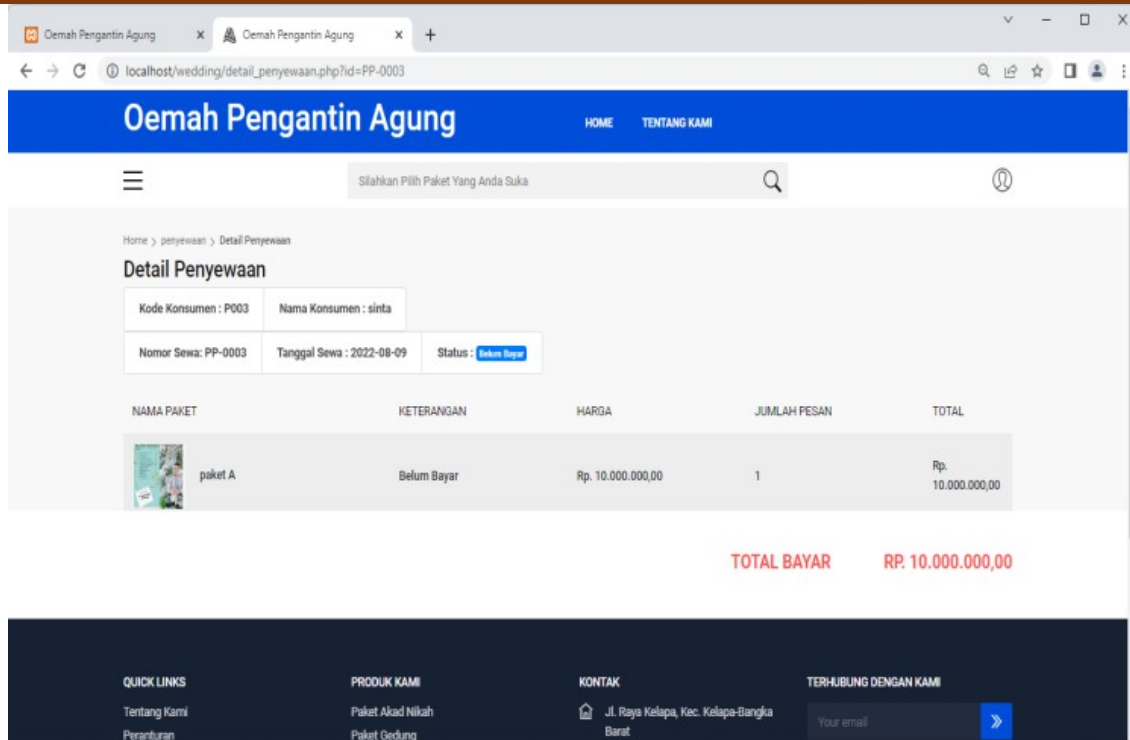 Oemah Pengantin Agung
Oemah Pengantin Agung
localhost/wedding/detail_penyewaan.php?id=PP-0003
Oemah Pengantin Agung HOME TENTANG KAMI
Silahkan Pilih Paket Yang Anda Suka
Home > penyewaan > Detail Penyewaan
Detail Penyewaan
Kode Konsumen : P003 Nama Konsumen : sinta
Nomor Sewa: PP-0003 Tanggal Sewa : 2022-08-09 Status : Belum Bayar
NAMA PAKET KETERANGAN HARGA JUMLAH PESAN TOTAL
paket A Belum Bayar Rp. 10.000.000,00 1 Rp.
10.000.000,00
TOTAL BAYAR RP. 10.000.000,00
QUICK LINKS PRODUK KAMI KONTAK TERHUBUNG DENGAN KAMI
Tentang Kami Paket Akad Nikah Jl. Raya Kelapa, Kec. Kelapa-Bangka
Barat
Your email
Peranturan Paket Gedung